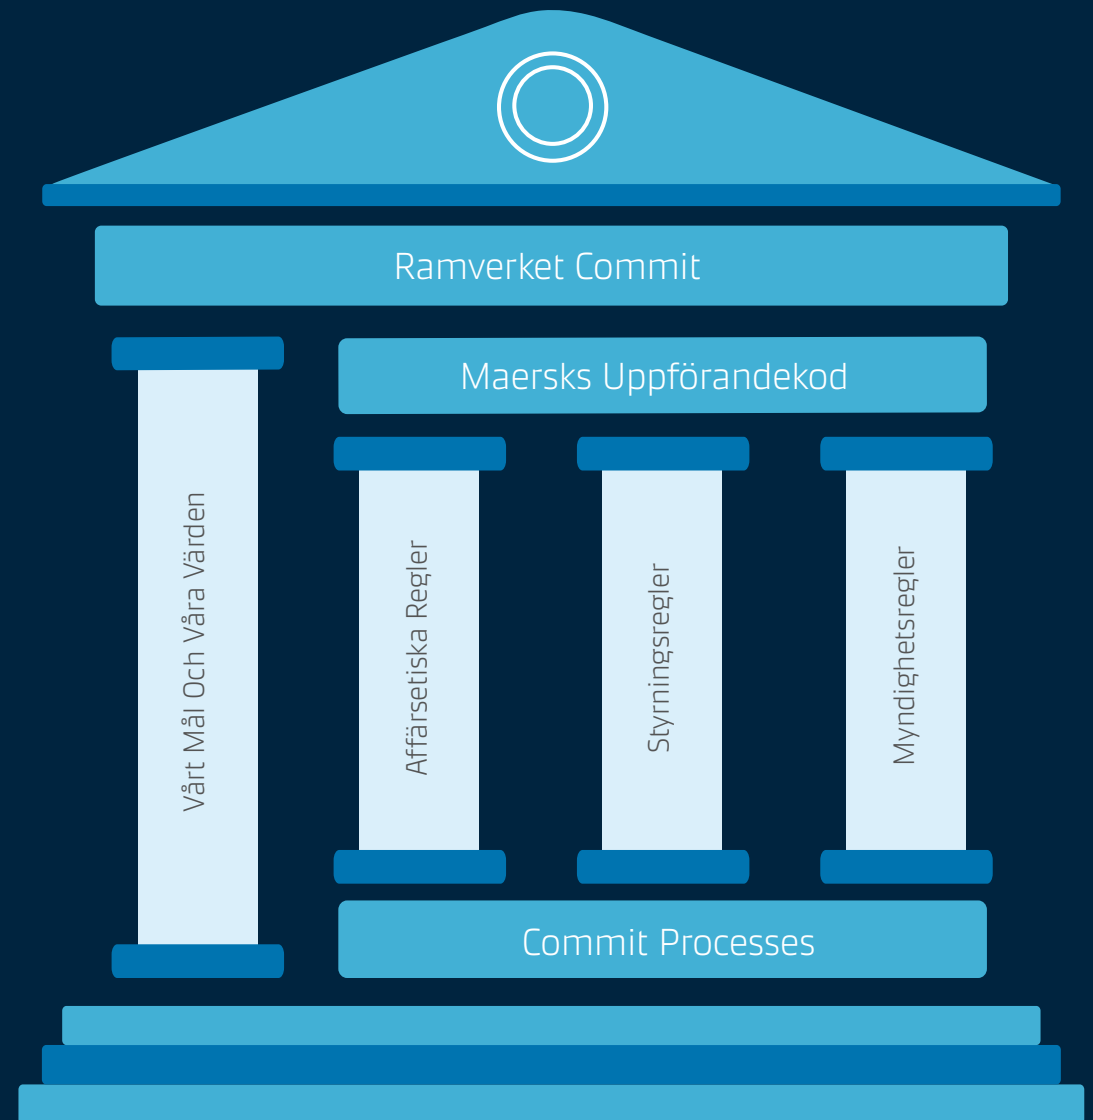 Ramverket Commit
Maersks Uppförandekod
Vårt Mål Och Våra Värden
Affärsetiska Regler
Styrningsregler
Myndighetsregler
Commit Processes